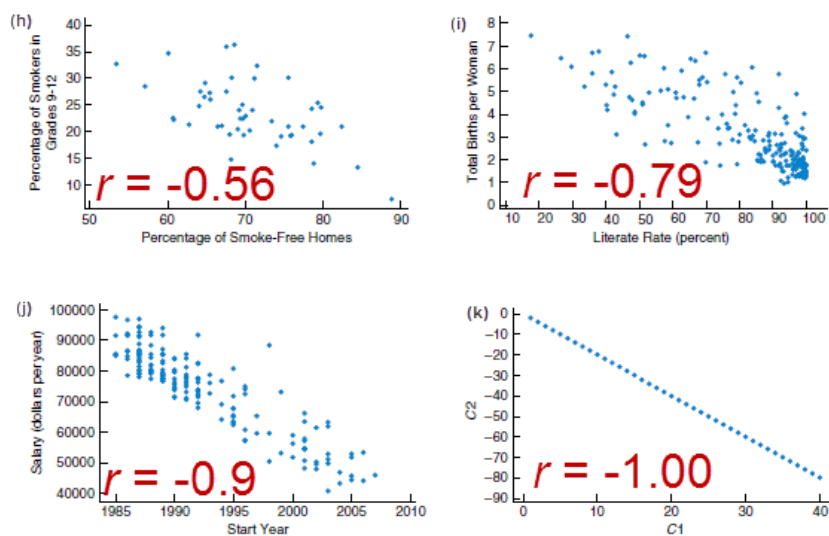 (h)
Percentage of Smokers in
Grades 9-12
40
35
30
25
20
15
10
r = -0.56
50 60 70 80 90
Percentage of Smoke-Free Homes
(i)
Total Births per Woman
8
7
6
5
4
3
2
1
0
r = -0.79
10 20 30 40 50 60 70 80 90 100
Literate Rate (percent)
(j)
Salary (dollars per year)
100000
90000
80000
70000
60000
50000
40000
r = -0.9
1985 1990 1995 2000 2005 2010
Start Year
(k)
C2
0
-10
-20
-30
-40
-50
-60
-70
-80
-90
r = -1.00
0 10 20 30 40
C1